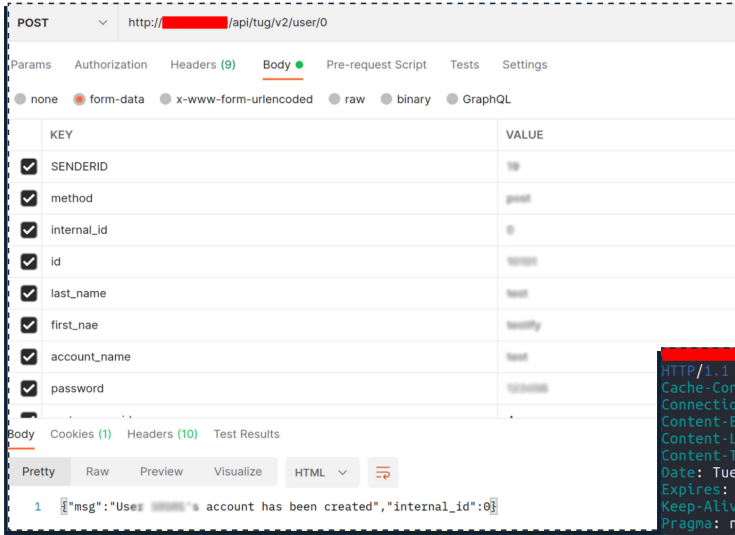 POST http:// /api/tug/v2/user/0
Params Authorization Headers (9) Body Pre-request Script Tests Settings
none form-data x-www-form-urlencoded raw binary GraphQL
KEY VALUE
SENDERID
method
internal_id
id
last_name
first_nae
account_name
password
Body Cookies (1) Headers (10) Test Results
Pretty Raw Preview Visualize HTML
1 {"msg":"User account has been created","internal_id":0}
HTTP/1.1
Cache-Con
Connectio
Content-E
Content-L
Content-T
Date: Tue
Expires:
Keep-Aliv
Pragma: n